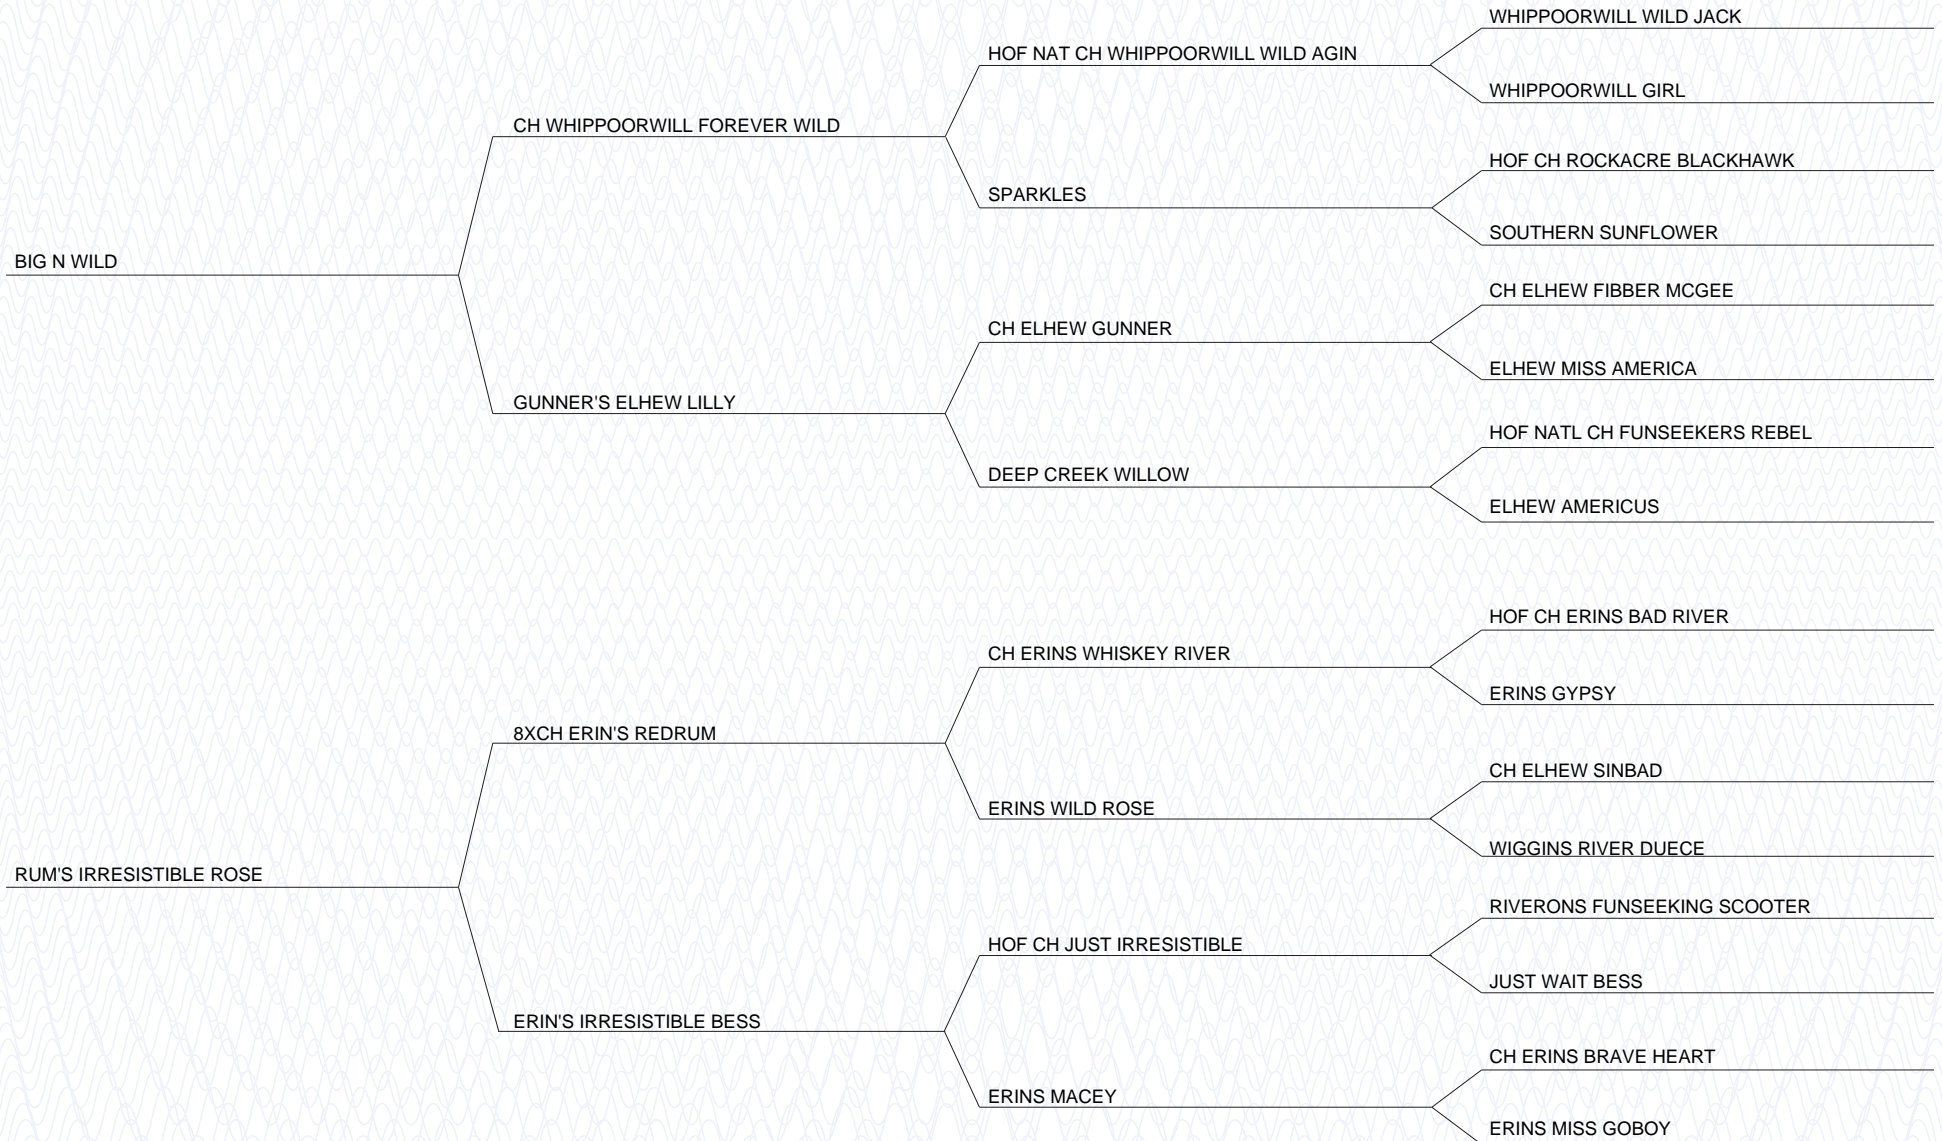 WHIPPOORWILL WILD JACK
HOF NAT CH WHIPPOORWILL WILD AGIN
WHIPPOORWILL GIRL
CH WHIPPOORWILL FOREVER WILD
HOF CH ROCKACRE BLACKHAWK
SPARKLES
SOUTHERN SUNFLOWER
BIG N WILD
CH ELHEW FIBBER MCGEE
CH ELHEW GUNNER
ELHEW MISS AMERICA
GUNNER'S ELHEW LILLY
HOF NATL CH FUNSEEKERS REBEL
DEEP CREEK WILLOW
ELHEW AMERICUS
HOF CH ERINS BAD RIVER
CH ERINS WHISKEY RIVER
ERINS GYPSY
8XCH ERIN'S REDRUM
CH ELHEW SINBAD
ERINS WILD ROSE
WIGGINS RIVER DUECE
RUM'S IRRESISTIBLE ROSE
RIVERONS FUNSEEKING SCOOTER
HOF CH JUST IRRESISTIBLE
JUST WAIT BESS
ERIN'S IRRESISTIBLE BESS
CH ERINS BRAVE HEART
ERINS MACEY
ERINS MISS GOBOY